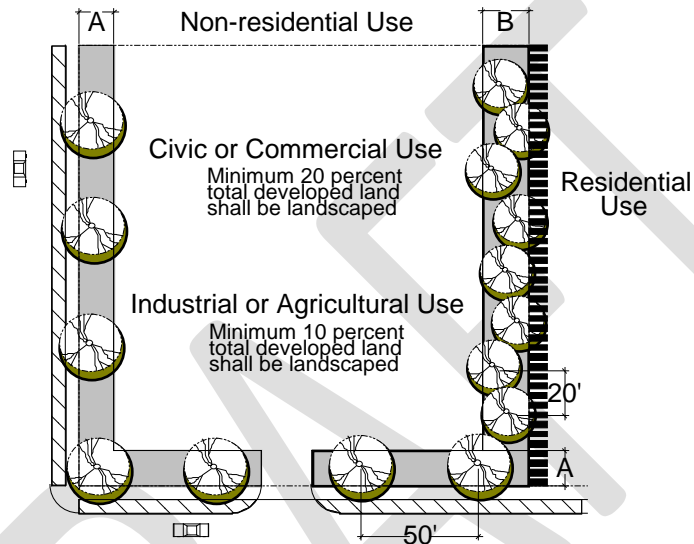 A
Non-residential Use
B
Civic or Commercial Use
Minimum 20 percent
total developed land
shall be landscaped
Residential
Use
Industrial or Agricultural Use
Minimum 10 percent
total developed land
shall be landscaped
20'
A
50'
DRAFT